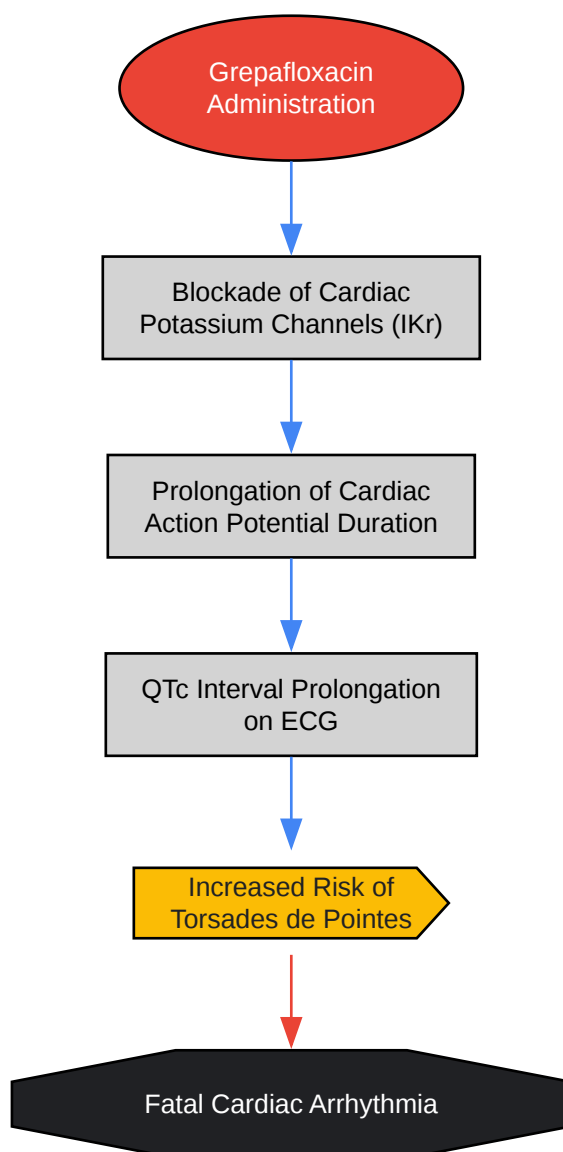 Grepafloxacin
Administration
Blockade of Cardiac
Potassium Channels (IKr)
Prolongation of Cardiac
Action Potential Duration
QTc Interval Prolongation
on ECG
Increased Risk of
Torsades de Pointes
Fatal Cardiac Arrhythmia